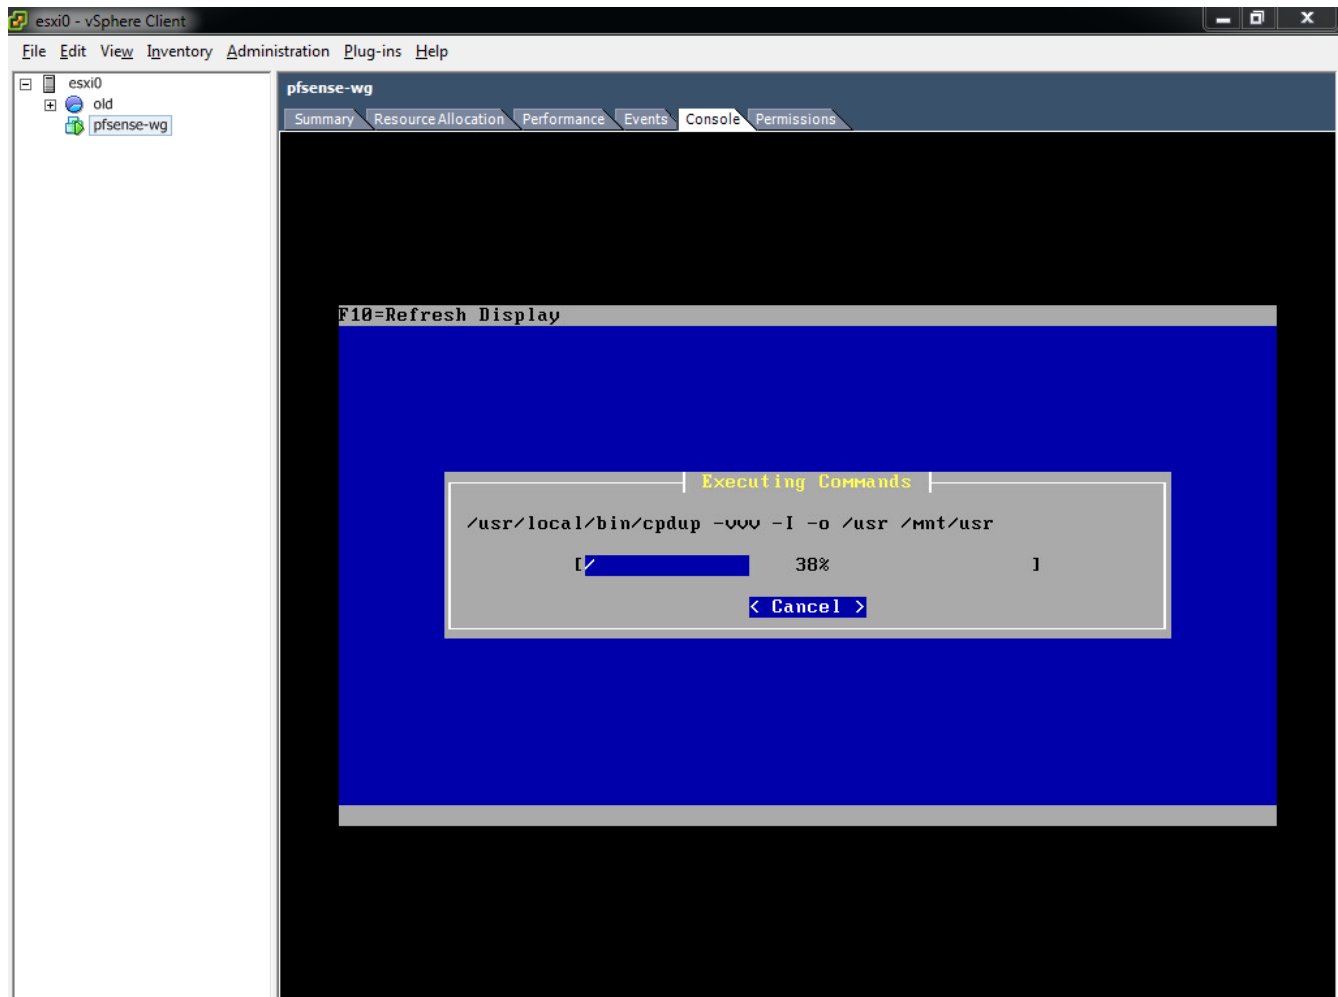 esxi0 - vSphere Client
File Edit View Inventory Administration Plug-ins Help
esxi0
old
pfsense-wg
pfsense-wg
Summary Resource Allocation Performance Events Console Permissions
F10=Refresh Display
Executing Commands
/usr/local/bin/cpdup -vvv -I -o /usr /mnt/usr
[/ 38% ]
< Cancel >